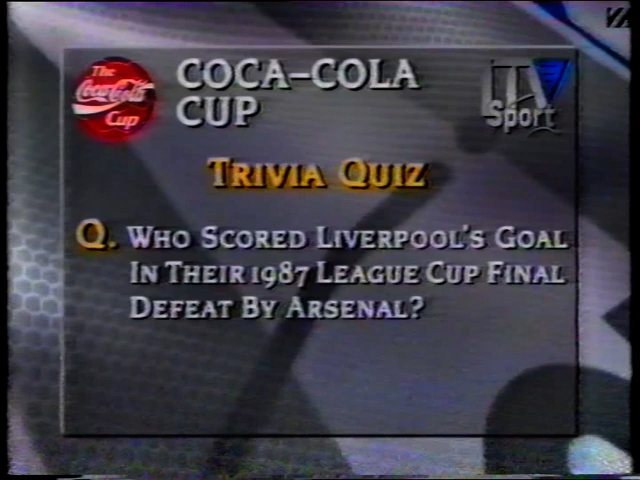 The
Coca-Cola
Cup
COCA-COLA
CUP
ITV
Sport
TRIVIA QUIZ
Q. WHO SCORED LIVERPOOL'S GOAL
IN THEIR 1987 LEAGUE CUP FINAL
DEFEAT BY ARSENAL?